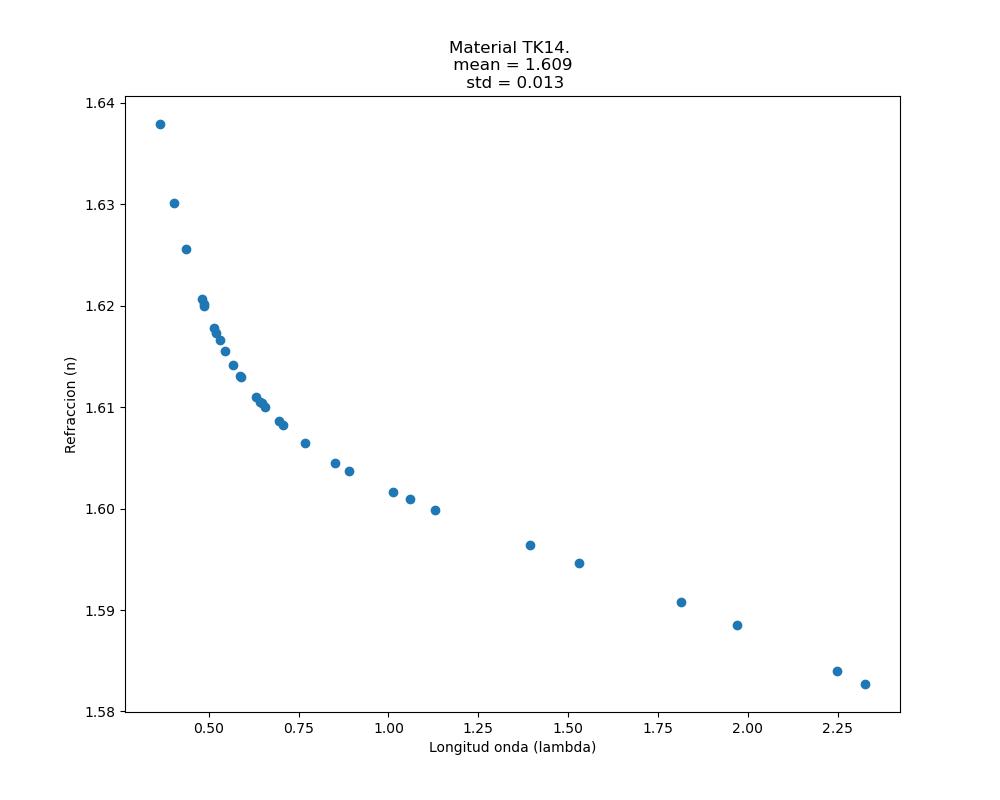 Material TK14.
mean = 1.609
std = 0.013
1.64
1.63
1.62
1.61
1.60
1.59
1.58
Refraccion (n)
0.50 0.75 1.00 1.25 1.50 1.75 2.00 2.25
Longitud onda (lambda)